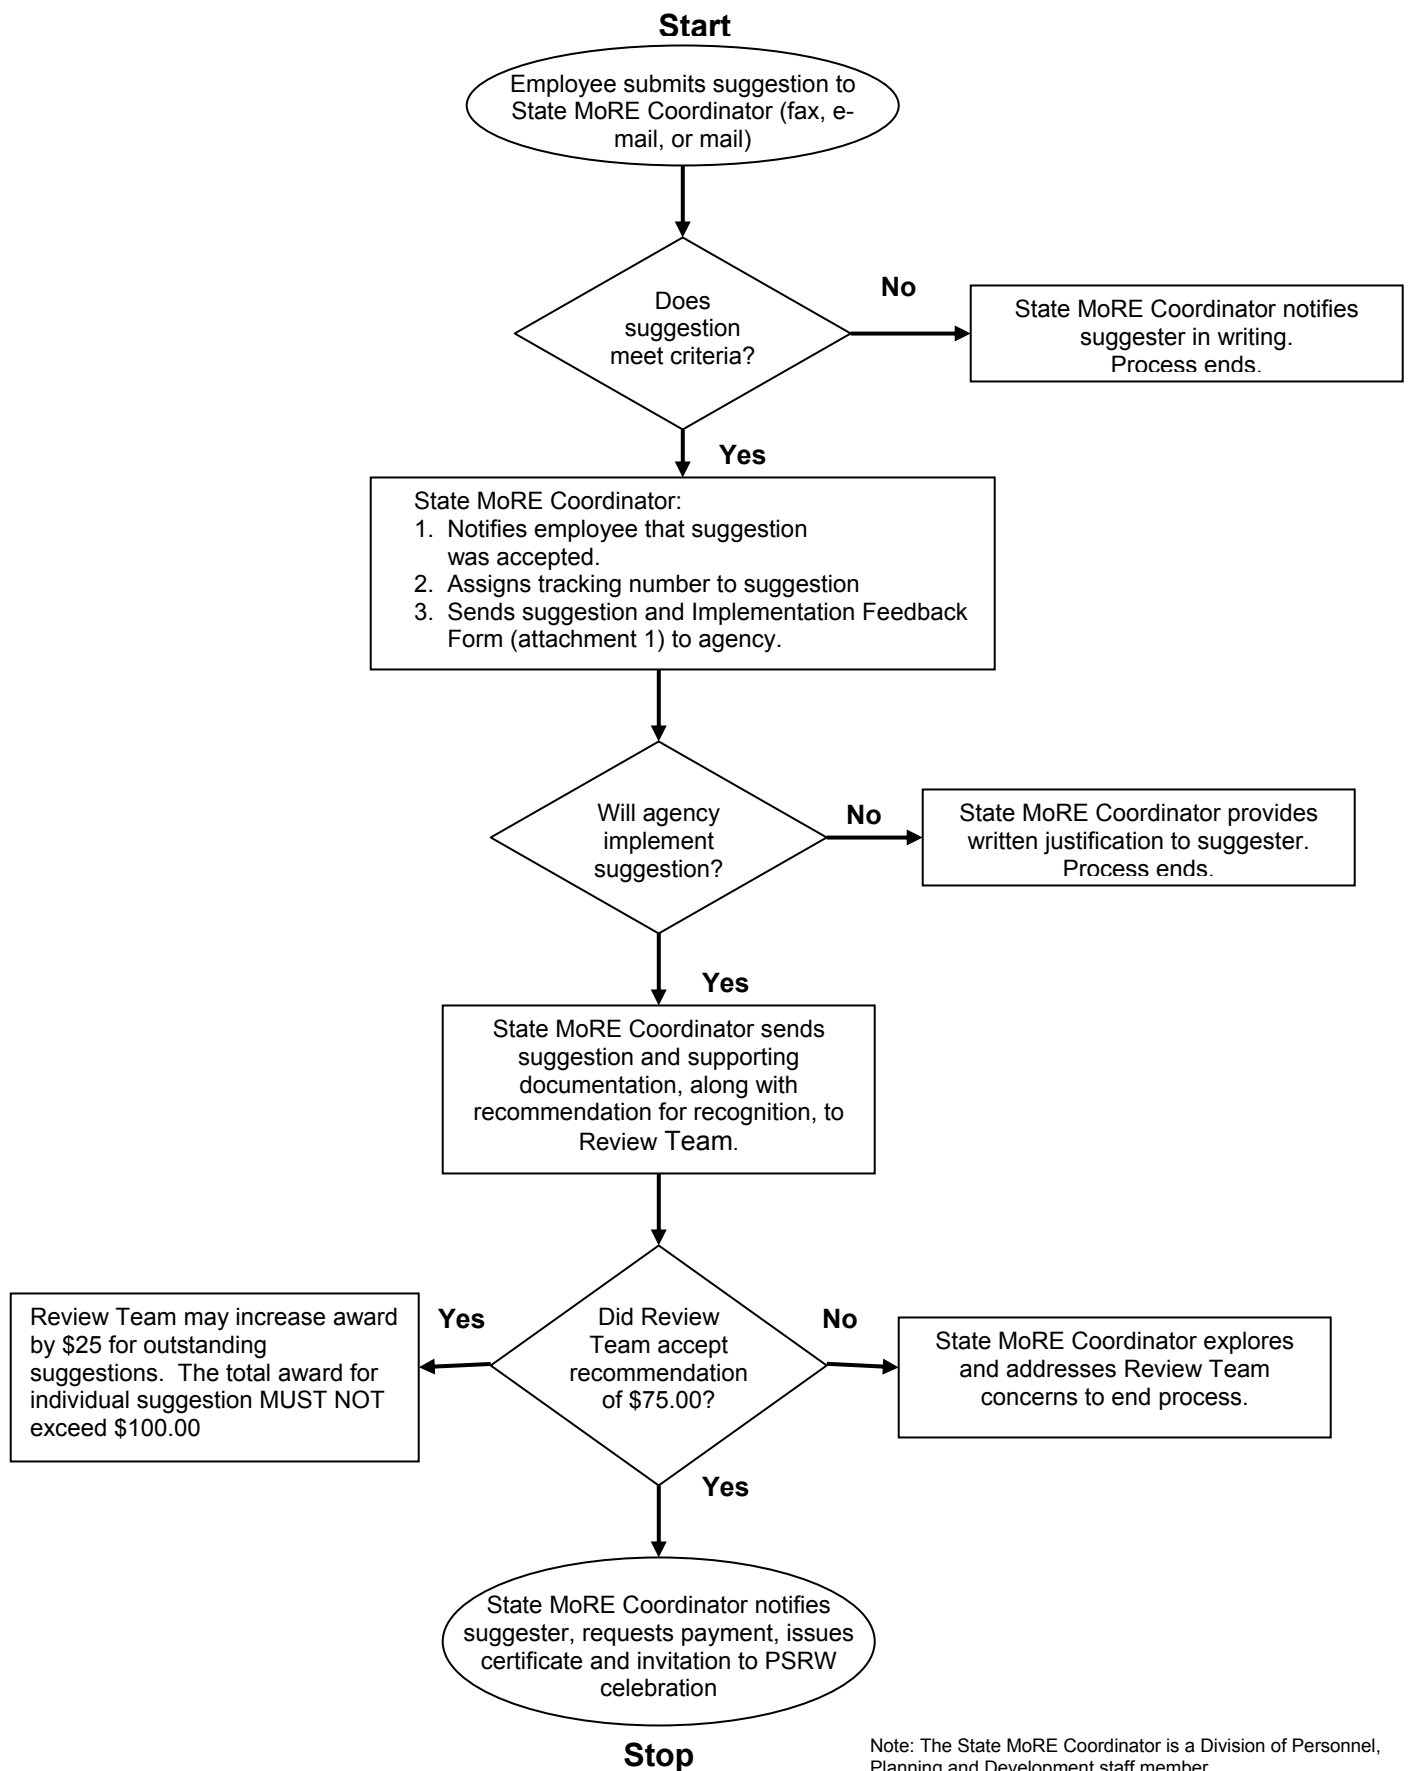 Start
Employee submits suggestion to
State MoRE Coordinator (fax, e-
mail, or mail)
Does
suggestion
meet criteria?
No
State MoRE Coordinator notifies
suggester in writing.
Process ends.
Yes
State MoRE Coordinator:
1. Notifies employee that suggestion
was accepted.
2. Assigns tracking number to suggestion
3. Sends suggestion and Implementation Feedback
Form (attachment 1) to agency.
Will agency
implement
suggestion?
No
State MoRE Coordinator provides
written justification to suggester.
Process ends.
Yes
State MoRE Coordinator sends
suggestion and supporting
documentation, along with
recommendation for recognition, to
Review Team.
Review Team may increase award
by $25 for outstanding
suggestions. The total award for
individual suggestion MUST NOT
exceed $100.00
Yes
Did Review
Team accept
recommendation
of $75.00?
No
State MoRE Coordinator explores
and addresses Review Team
concerns to end process.
Yes
State MoRE Coordinator notifies
suggester, requests payment, issues
certificate and invitation to PSRW
celebration
Stop
Note: The State MoRE Coordinator is a Division of Personnel,
Planning and Development staff member